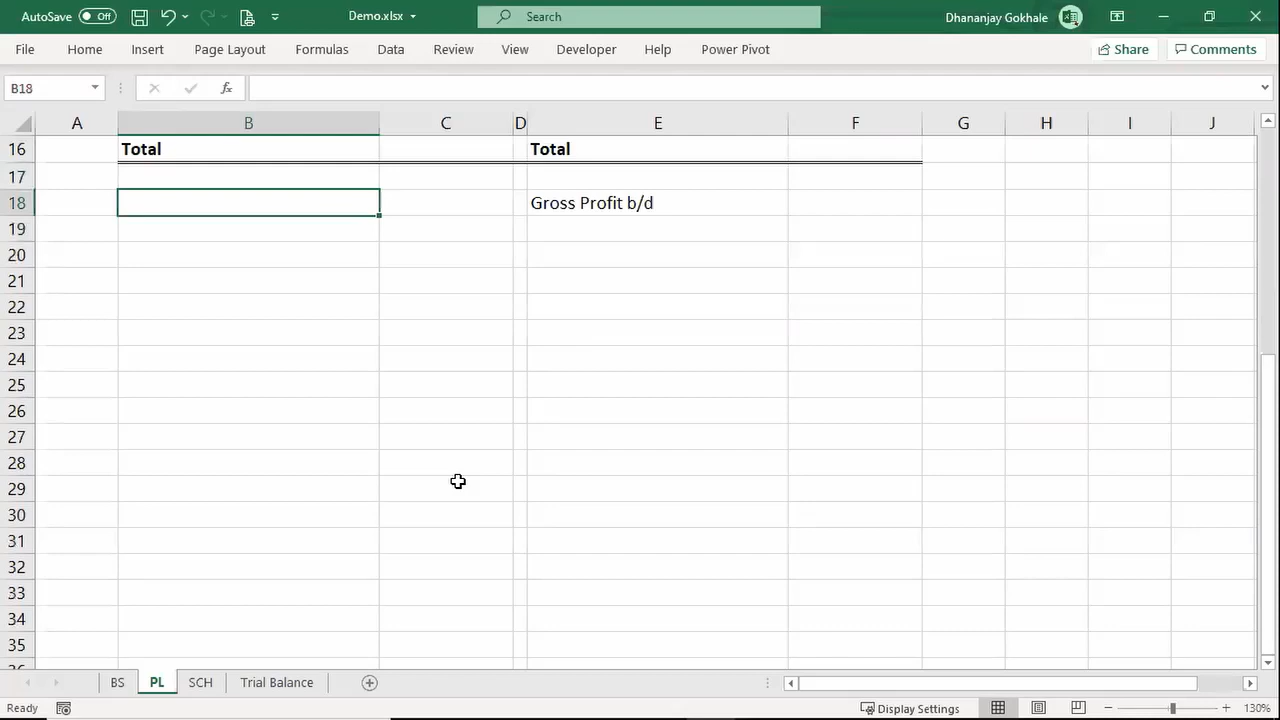 AutoSave Off Demo.xlsx Search Dhananjay Gokhale
File Home Insert Page Layout Formulas Data Review View Developer Help Power Pivot Share Comments
B18 fx
A B C D E F G H I J
16 Total Total
17
18 Gross Profit b/d
19
20
21
22
23
24
25
26
27
28
29
30
31
32
33
34
35
BS PL SCH Trial Balance
Ready Display Settings 130%